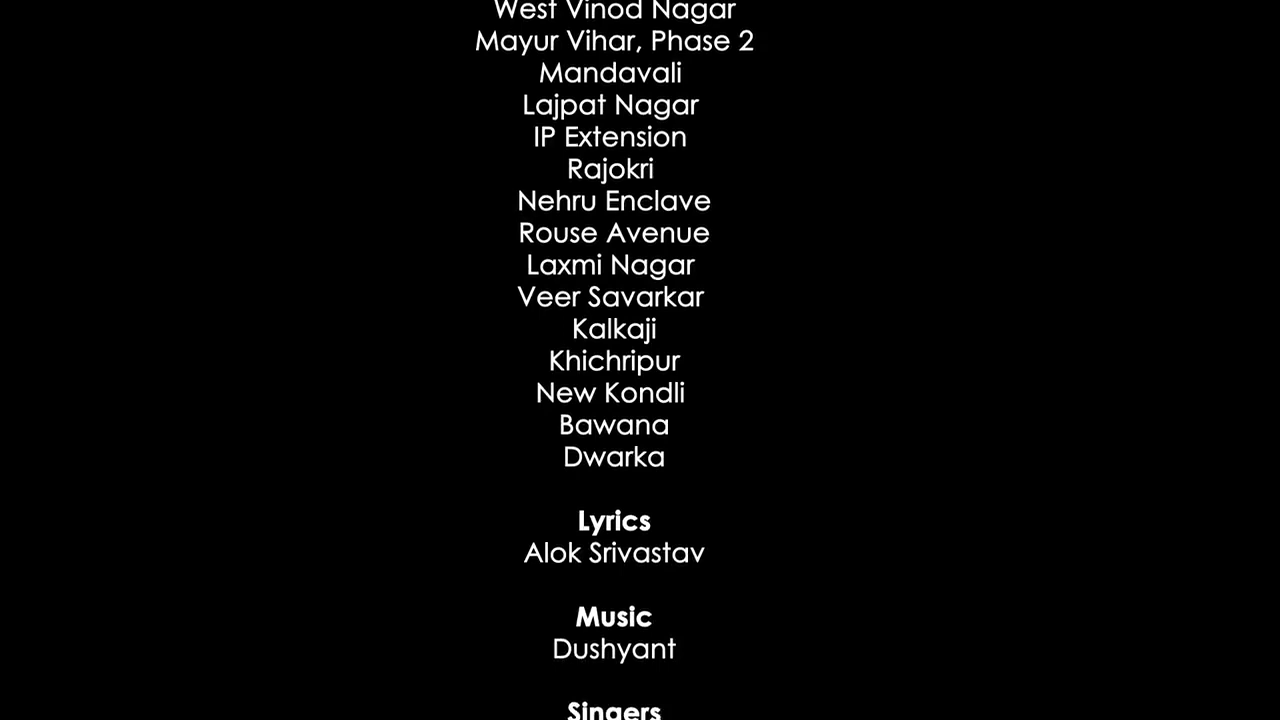 West Vinod Nagar
Mayur Vihar, Phase 2
Mandavali
Lajpat Nagar
IP Extension
Rajokri
Nehru Enclave
Rouse Avenue
Laxmi Nagar
Veer Savarkar
Kalkaji
Khichripur
New Kondli
Bawana
Dwarka
Lyrics
Alok Srivastav
Music
Dushyant
Singers